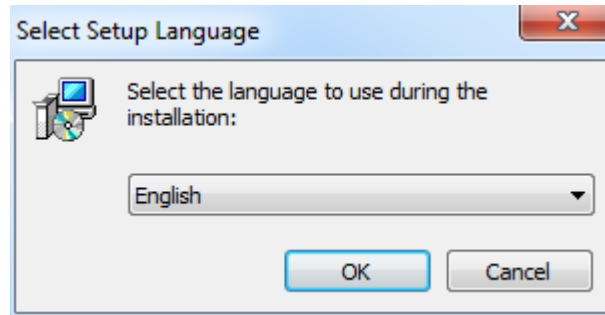 Select Setup Language
Select the language to use during the
installation:
English
OK Cancel